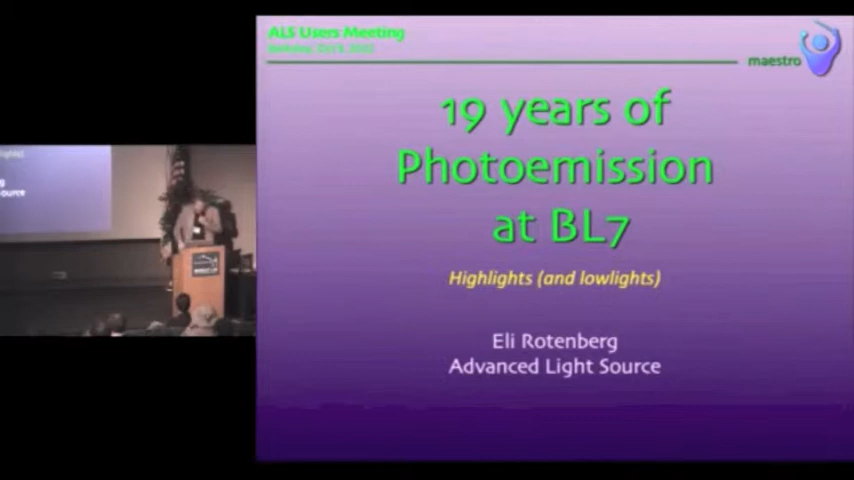 ALS Users Meeting
maestro
19 years of
Photoemission
at BL7
Highlights (and lowlights)
Eli Rotenberg
Advanced Light Source